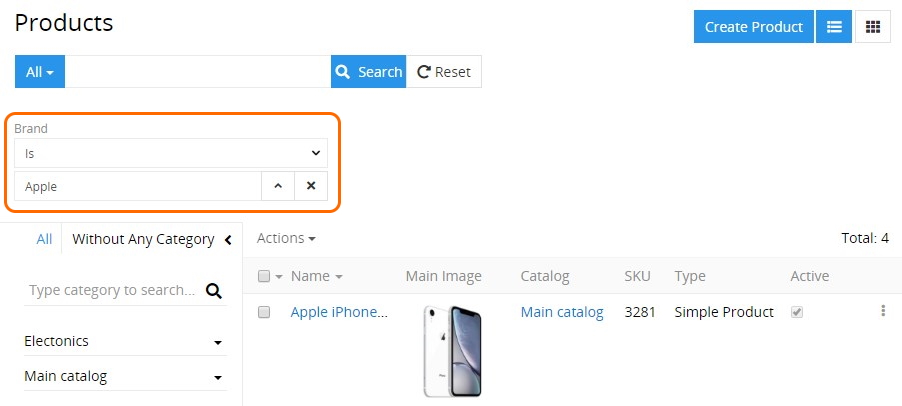 Products
Create Product
All
Search
Reset
Brand
Is
Apple
All
Without Any Category
Actions
Total: 4
Type category to search...
Name
Main Image
Catalog
SKU
Type
Active
Apple iPhone...
Main catalog
3281
Simple Product
Electonics
Main catalog